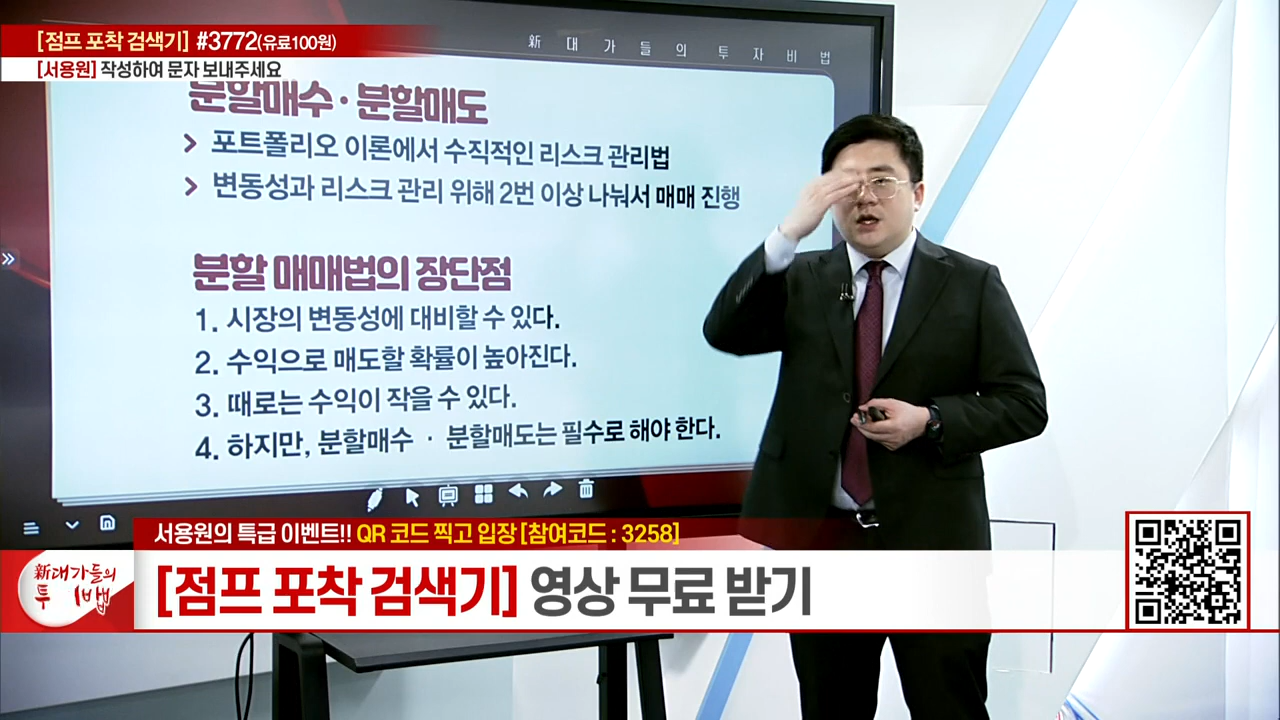 [점프 포착 검색기] #3772(유료100원)
[서용원] 작성하여 문자 보내주세요
新 대가들의 투자비법
분할매수 · 분할매도
포트폴리오 이론에서 수직적인 리스크 관리법
변동성과 리스크 관리 위해 2번 이상 나눠서 매매 진행
분할 매매법의 장단점
1. 시장의 변동성에 대비할 수 있다.
2. 수익으로 매도할 확률이 높아진다.
3. 때로는 수익이 작을 수 있다.
4. 하지만, 분할매수 · 분할매도는 필수로 해야 한다.
서용원의 특급 이벤트!! QR 코드 찍고 입장 [참여코드 : 3258]
新대가들의
투
[점프 포착 검색기] 영상 무료 받기